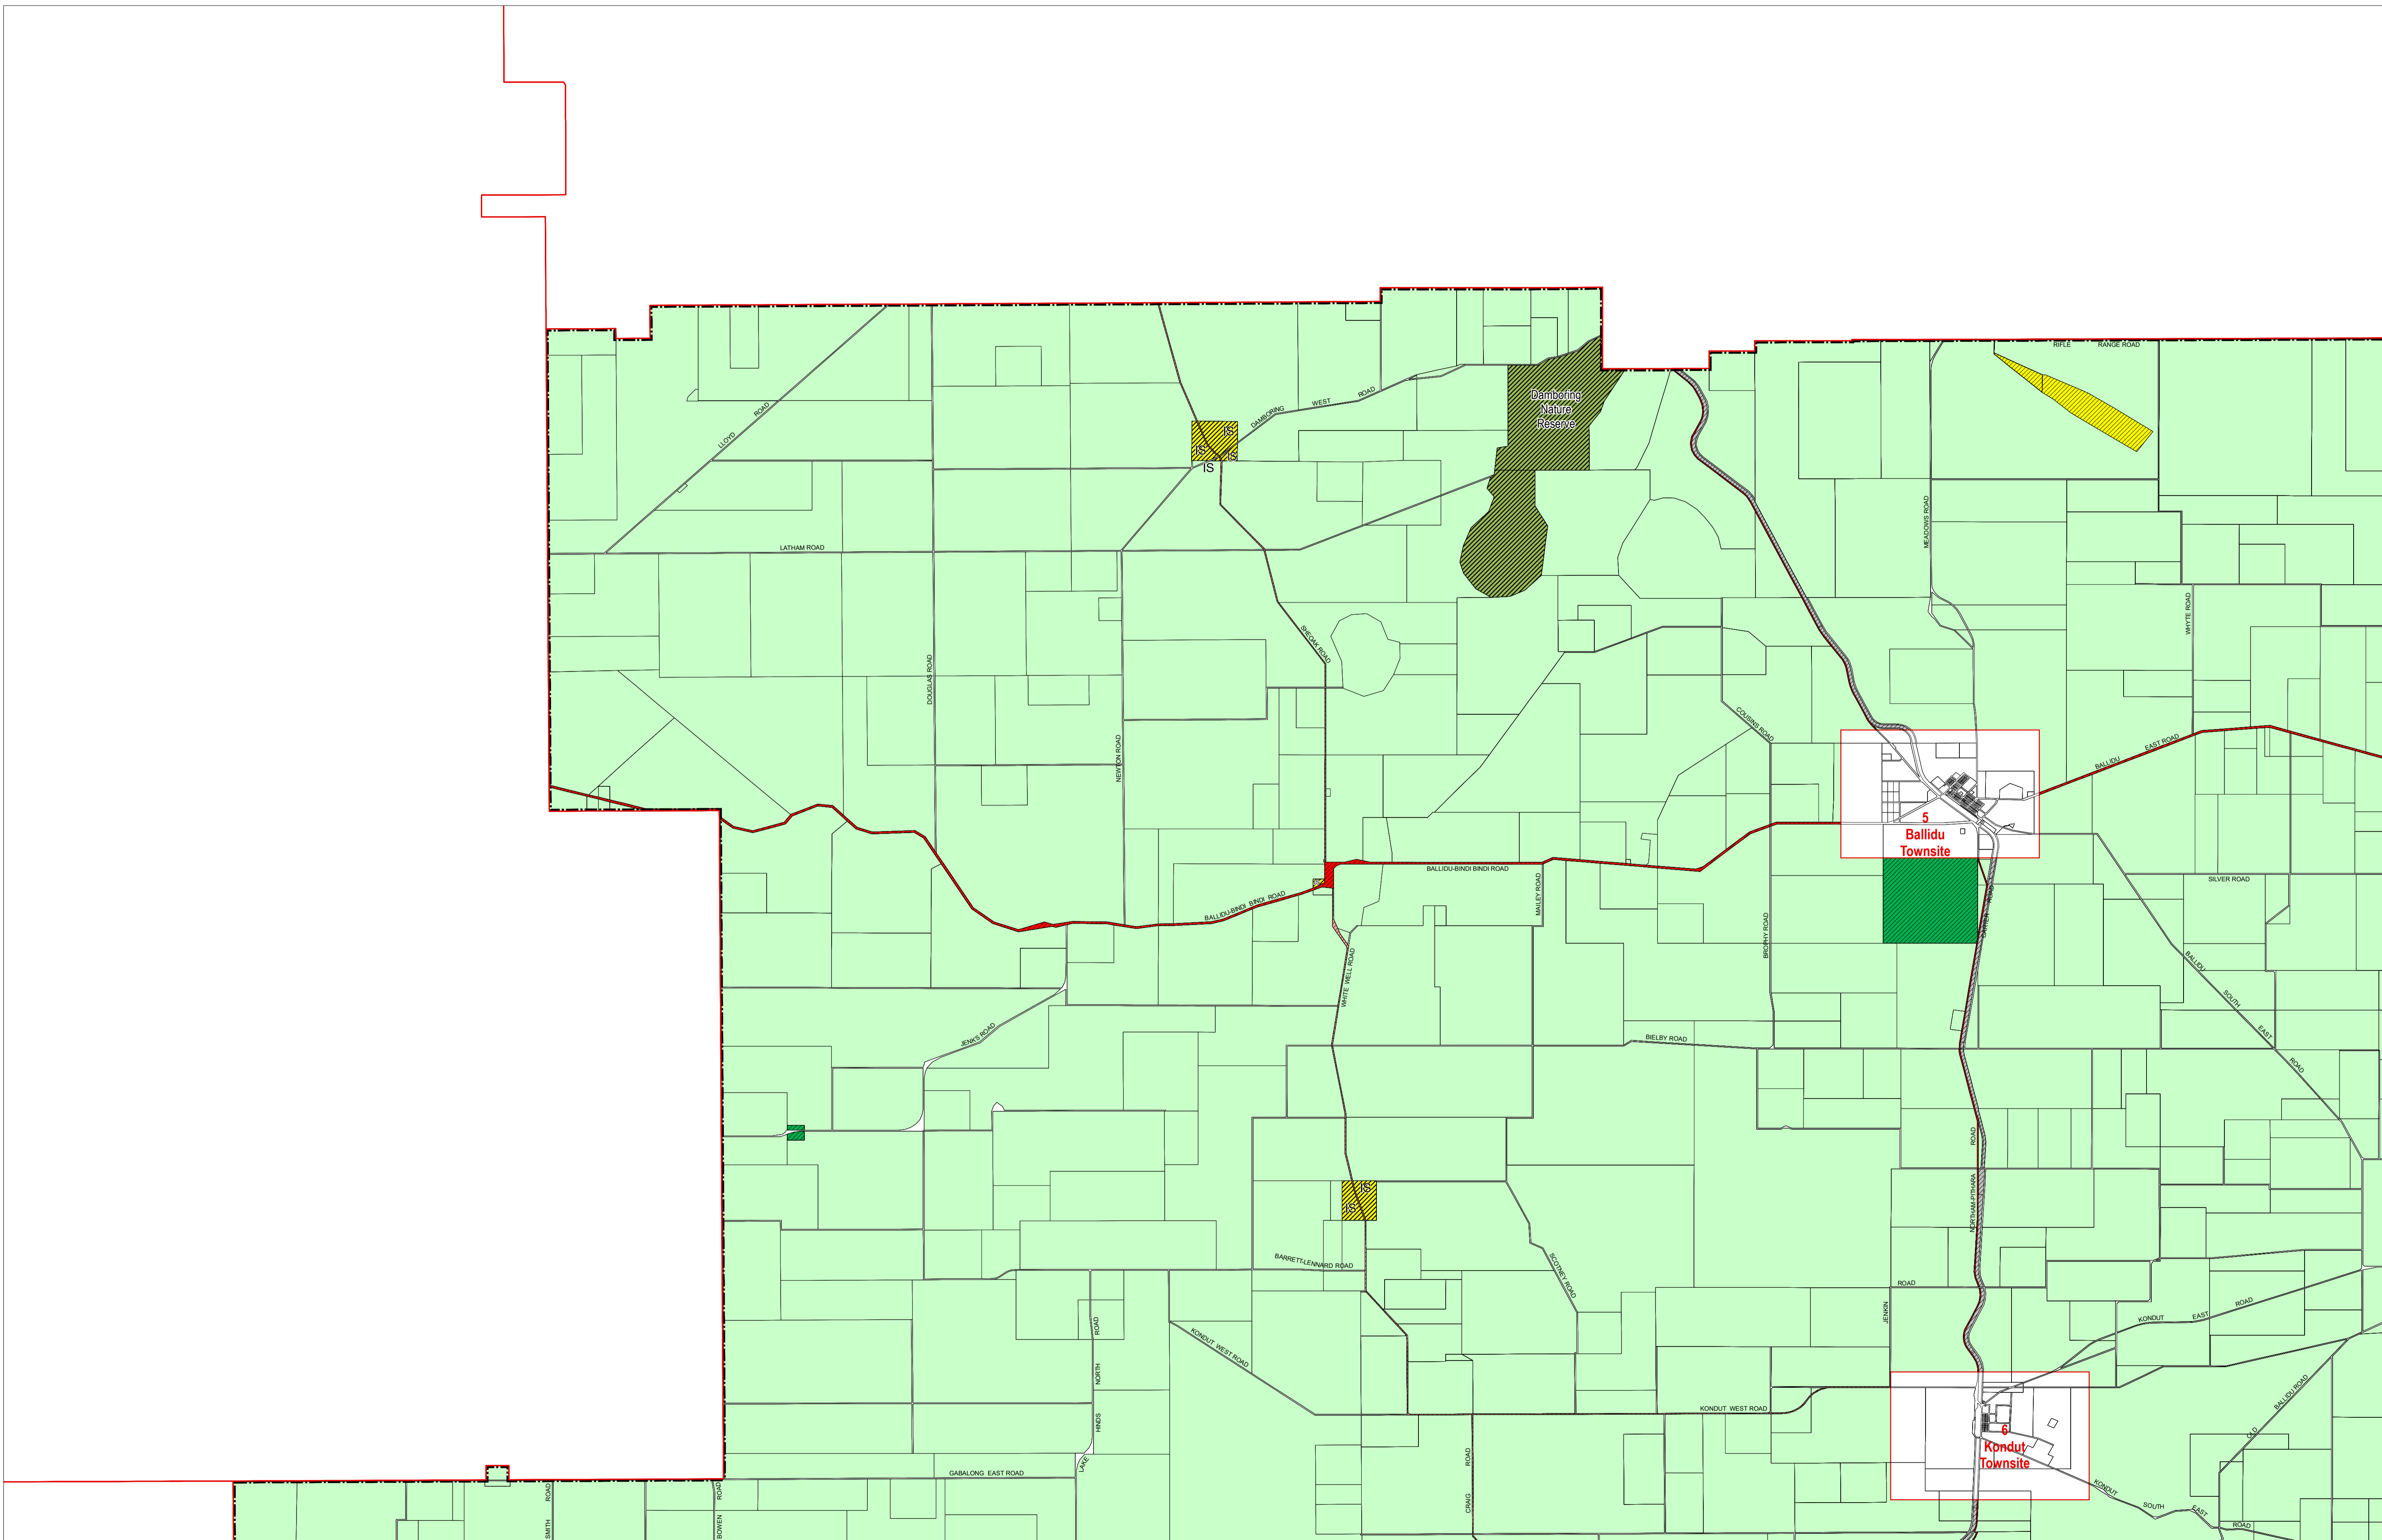 RIFLE RANGE ROAD
LLOYD ROAD
DAMBORING WEST ROAD
Damboring
Nature
Reserve
IS
IS
IS
IS
MEADOWS ROAD
LATHAM ROAD
WHYTE ROAD
SHEOAK ROAD
DOUGLAS ROAD
COUSINS ROAD
NEWTON ROAD
BALLIDU EAST ROAD
5
Ballidu
Townsite
BALLIDU-BINDI BINDI ROAD
BALLIDU-BINDI BINDI ROAD
MAILEY ROAD
SILVER ROAD
CARTER ROAD
BROPHY ROAD
WHITE WELL ROAD
BALLIDU SOUTH EAST ROAD
JENKS ROAD
BIELBY ROAD
NORTHAM-PITHARA ROAD
IS
IS
BARRETT-LENNARD ROAD
SCOTNEY ROAD
JENKIN ROAD
KONDUT EAST ROAD
KONDUT WEST ROAD
LAKE HINDS NORTH ROAD
OLD BALLIDU ROAD
KONDUT WEST ROAD
6
Kondut
Townsite
GABALONG EAST ROAD
CRAIG ROAD
SMITH ROAD
BOWEN ROAD
KONDUT SOUTH EAST ROAD